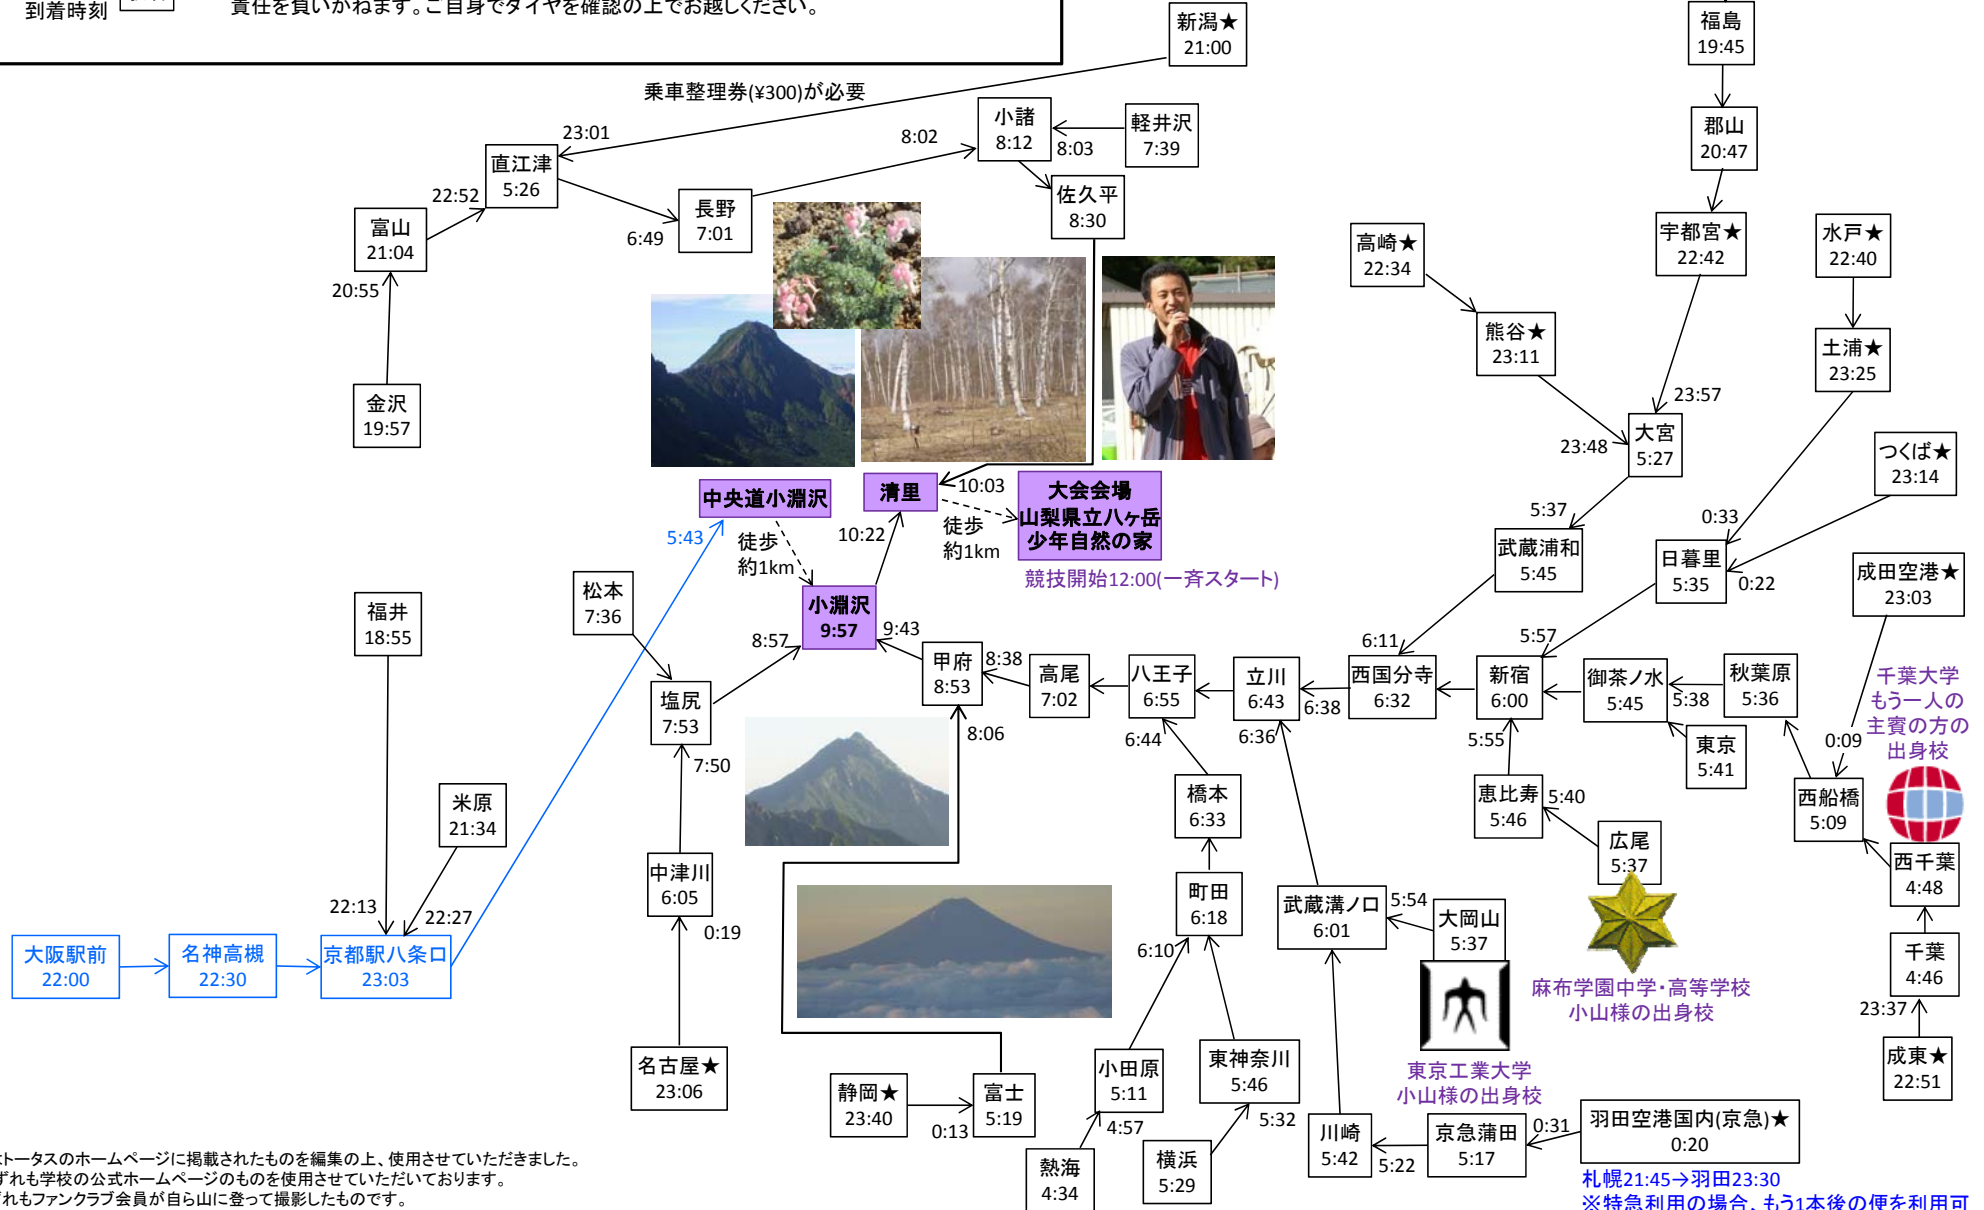 到着時刻
責任を負いかねます。ご自身でダイヤを確認の上でお越しください。
新潟★
21:00
福島
19:45
乗車整理券(¥300)が必要
23:01
直江津
5:26
22:52
富山
21:04
20:55
金沢
19:57
6:49
長野
7:01
8:02
小諸
8:12
8:03
軽井沢
7:39
佐久平
8:30
郡山
20:47
宇都宮★
22:42
水戸★
22:40
高崎★
22:34
熊谷★
23:11
土浦★
23:25
23:57
23:48
大宮
5:27
つくば★
23:14
5:37
武蔵浦和
5:45
0:33
日暮里
5:35
0:22
成田空港★
23:03
中央道小淵沢
5:43
徒歩
約1km
清里
10:03
10:22
徒歩
約1km
大会会場
山梨県立八ヶ岳
少年自然の家
競技開始12:00(一斉スタート)
松本
7:36
福井
18:55
小淵沢
9:57
8:57
9:43
塩尻
7:53
7:50
甲府
8:53
8:38
8:06
高尾
7:02
八王子
6:55
6:44
立川
6:43
6:38
6:36
6:11
西国分寺
6:32
5:57
新宿
6:00
5:55
御茶ノ水
5:45
5:38
秋葉原
5:36
東京
5:41
千葉大学
もう一人の
主賓の方の
出身校
0:09
西船橋
5:09
西千葉
4:48
千葉
4:46
23:37
成東★
22:51
恵比寿
5:46
5:40
広尾
5:37
麻布学園中学・高等学校
小山様の出身校
橋本
6:33
町田
6:18
6:10
武蔵溝ノ口
6:01
5:54
大岡山
5:37
東京工業大学
小山様の出身校
米原
21:34
22:13
22:27
大阪駅前
22:00
名神高槻
22:30
京都駅八条口
23:03
中津川
6:05
0:19
名古屋★
23:06
静岡★
23:40
0:13
富士
5:19
小田原
5:11
4:57
熱海
4:34
東神奈川
5:46
5:32
横浜
5:29
川崎
5:42
5:22
京急蒲田
5:17
0:31
羽田空港国内(京急)★
0:20
札幌21:45→羽田23:30
※特急利用の場合、もう1本後の便を利用可
トータスのホームページに掲載されたものを編集の上、使用させていただきました。
ずれも学校の公式ホームページのものを使用させていただいております。
ずれもファンクラブ会員が自ら山に登って撮影したものです。